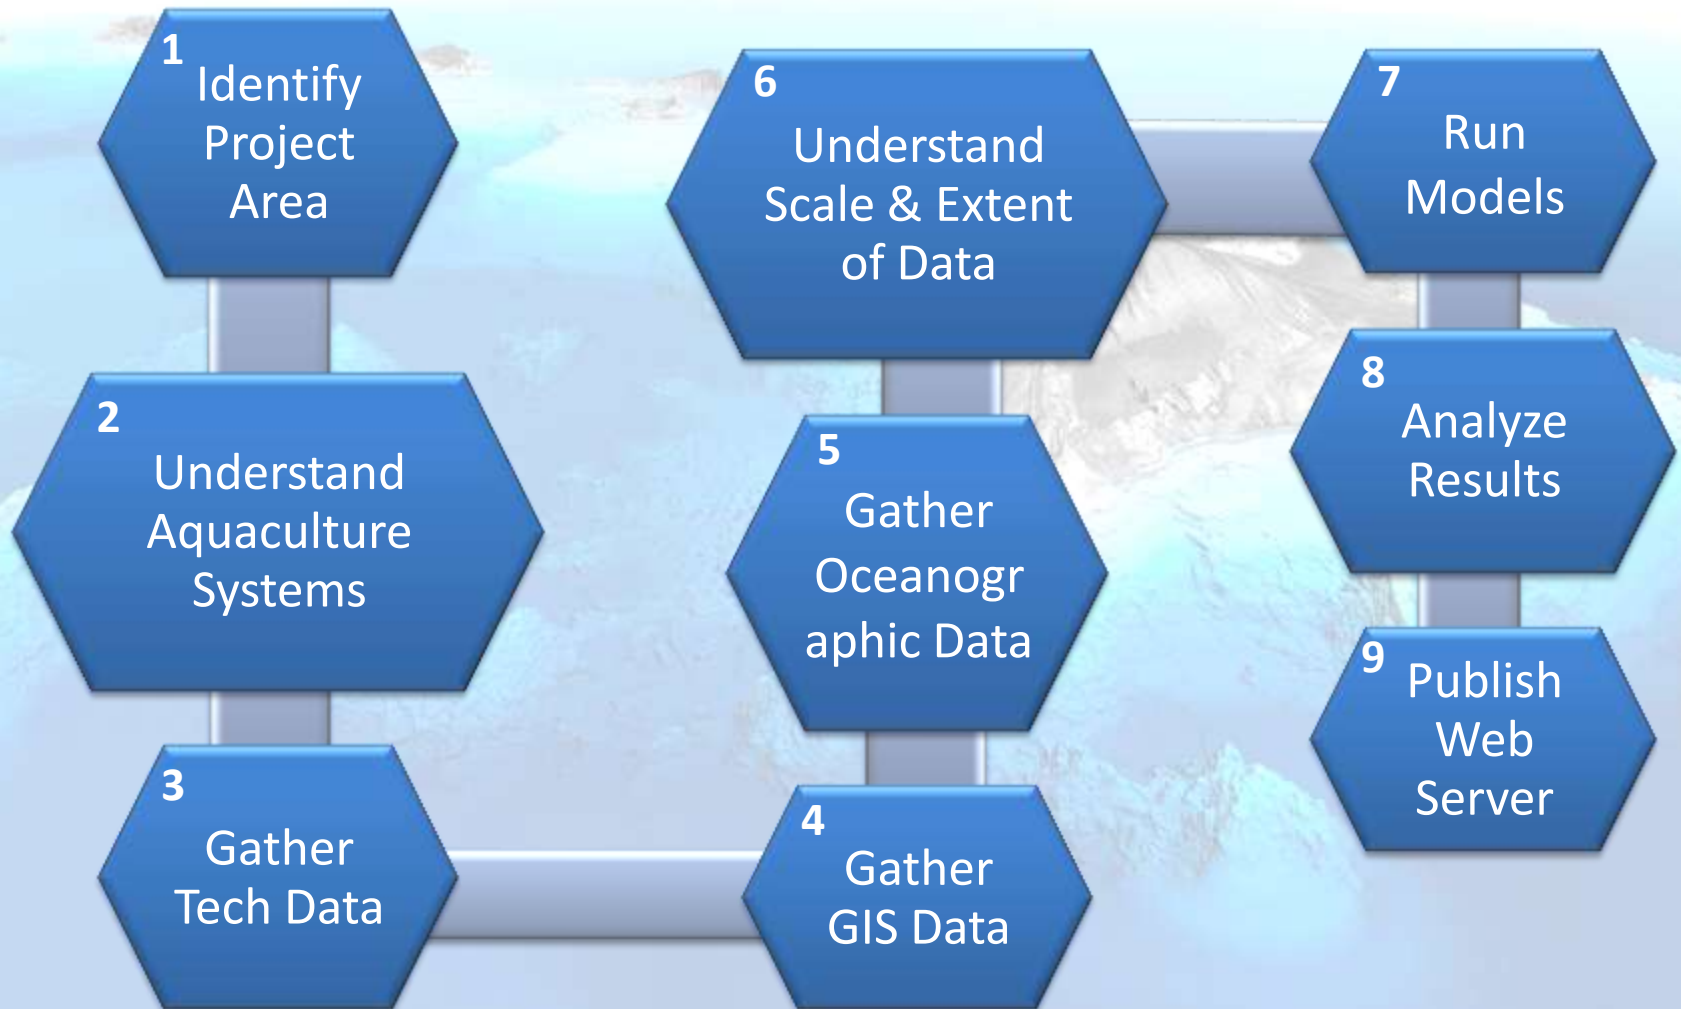 1
Identify
Project
Area
2
Understand
Aquaculture
Systems
3
Gather
Tech Data
4
Gather
GIS Data
5
Gather
Oceanogr
aphic Data
6
Understand
Scale & Extent
of Data
7
Run
Models
8
Analyze
Results
9
Publish
Web
Server